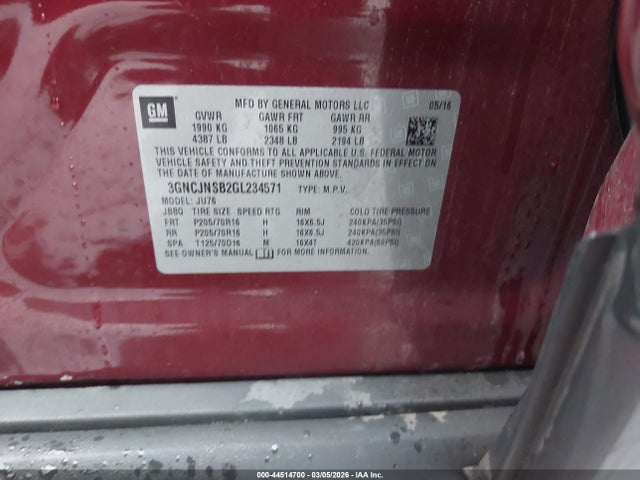 GM
MFD BY GENERAL MOTORS LLC 05/16
GVWR GAWR FRT GAWR RR
1990 KG 1065 KG 995 KG
4387 LB 2348 LB 2194 LB
THIS VEHICLE CONFORMS TO ALL APPLICABLE U.S. FEDERAL MOTOR
VEHICLE SAFETY AND THEFT PREVENTION STANDARDS IN EFFECT ON
THE DATE OF MANUFACTURE SHOWN ABOVE.
3GNCJNSB2GL234571 TYPE: M.P.V.
MODEL: JU76
JBBG TIRE SIZE SPEED RTG RIM COLD TIRE PRESSURE
FRT P205/70R16 H 16X6.5J 240KPA(35PSI)
RR P205/70R16 H 16X6.5J 240KPA(35PSI)
SPA T125/70D16 M 16X4T 420KPA(60PSI)
SEE OWNER'S MANUAL FOR MORE INFORMATION.
000-44514700 - 03/05/2026 - IAA Inc.